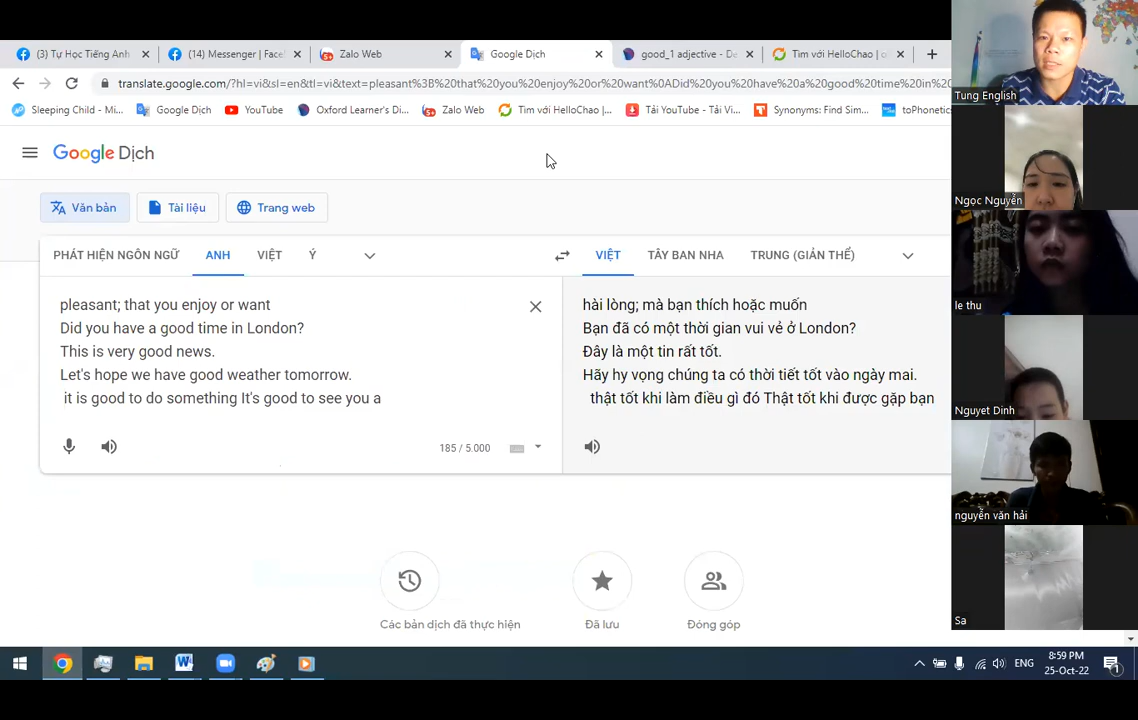 (3) Tự Học Tiếng Anh
(14) Messenger | Face
Zalo Web
Google Dịch
good_1 adjective - De
Tìm với HelloChao | o
translate.google.com/?hl=vi&sl=en&tl=vi&text=pleasant%3B%20that%20you%20enjoy%20or%20want%0ADid%20you%20have%20a%20good%20time%20in%20
Sleeping Child - Mi...
Google Dịch
YouTube
Oxford Learner's Di...
Zalo Web
Tìm với HelloChao |...
Tải YouTube - Tải Vi...
Synonyms: Find Sim...
toPhonetic
Google Dịch
Văn bản
Tài liệu
Trang web
PHÁT HIỆN NGÔN NGỮ
ANH
VIỆT
Ý
VIỆT
TÂY BAN NHA
TRUNG (GIẢN THỂ)
pleasant; that you enjoy or want
Did you have a good time in London?
This is very good news.
Let's hope we have good weather tomorrow.
it is good to do something It's good to see you a
185 / 5.000
hài lòng; mà bạn thích hoặc muốn
Bạn đã có một thời gian vui vẻ ở London?
Đây là một tin rất tốt.
Hãy hy vọng chúng ta có thời tiết tốt vào ngày mai.
thật tốt khi làm điều gì đó Thật tốt khi được gặp bạn
Các bản dịch đã thực hiện
Đã lưu
Đóng góp
Tung English
Ngọc Nguyễn
le thu
Nguyet Dinh
nguyễn văn hải
Sa
ENG
8:59 PM
25-Oct-22
1